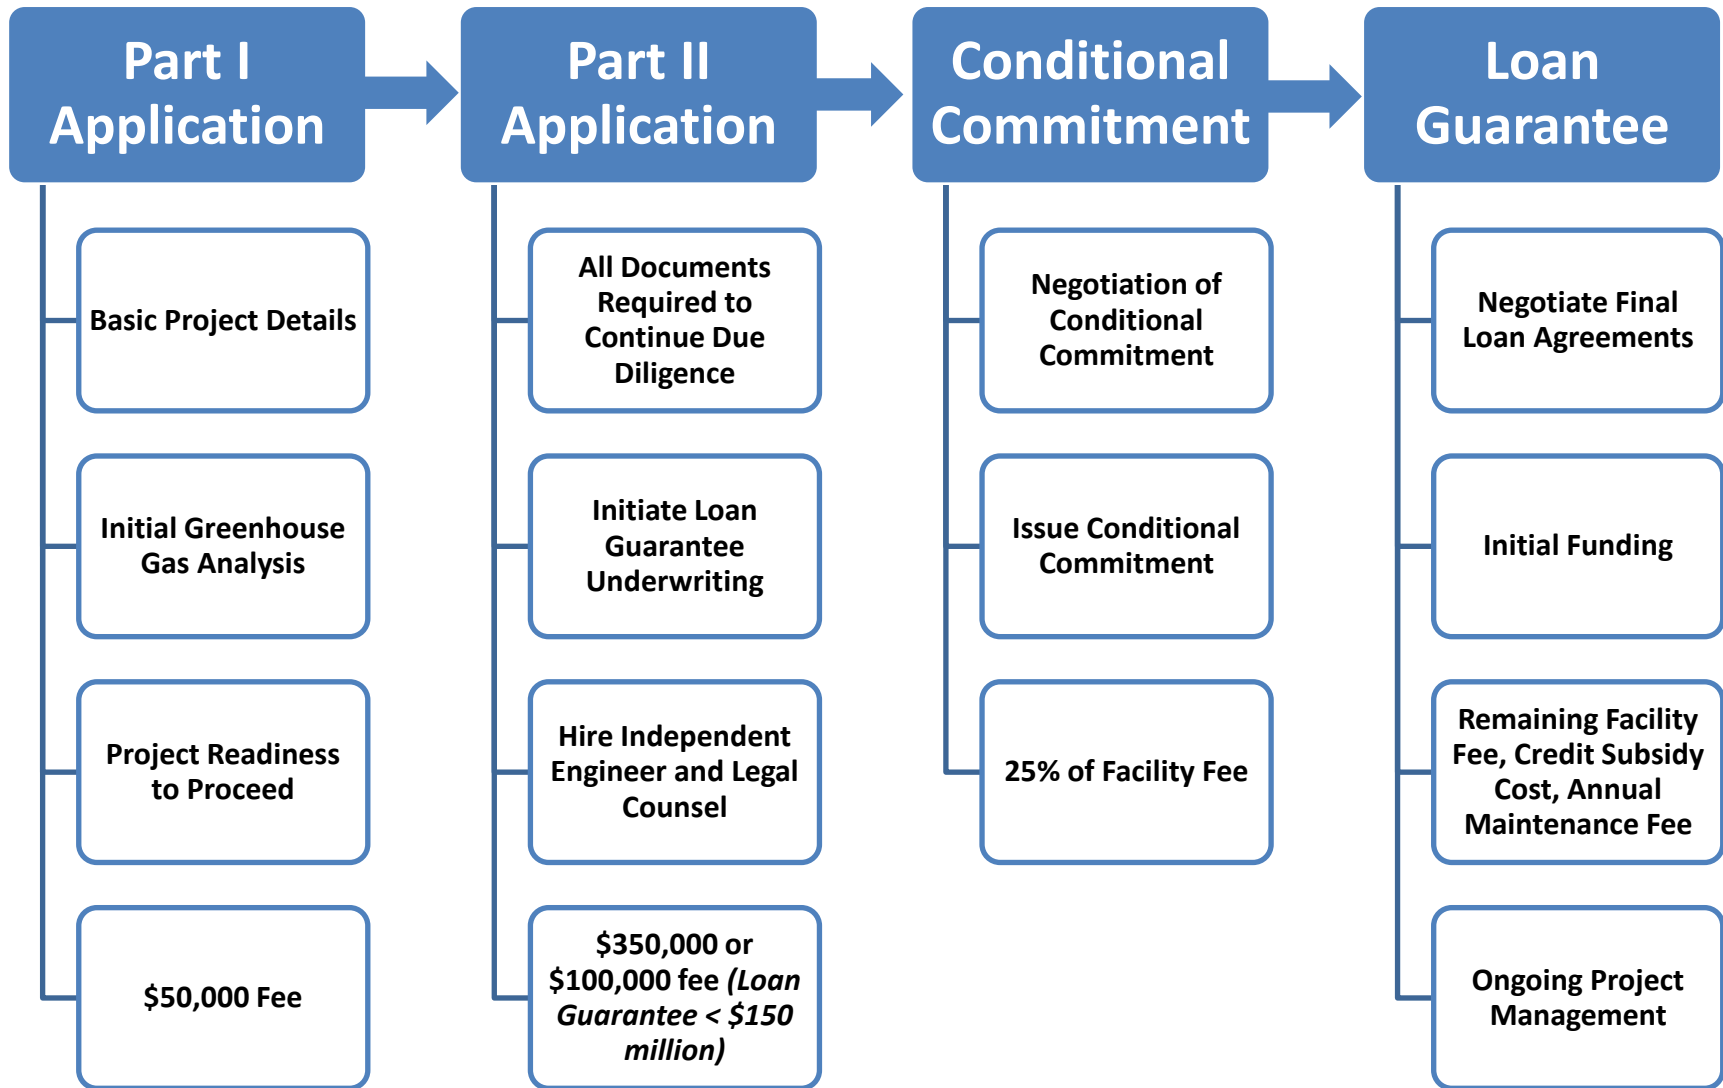 Part I
Application
Basic Project Details
Initial Greenhouse
Gas Analysis
Project Readiness
to Proceed
$50,000 Fee
Part II
Application
All Documents
Required to
Continue Due
Diligence
Initiate Loan
Guarantee
Underwriting
Hire Independent
Engineer and Legal
Counsel
$350,000 or
$100,000 fee (Loan
Guarantee < $150
million)
Conditional
Commitment
Negotiation of
Conditional
Commitment
Issue Conditional
Commitment
25% of Facility Fee
Loan
Guarantee
Negotiate Final
Loan Agreements
Initial Funding
Remaining Facility
Fee, Credit Subsidy
Cost, Annual
Maintenance Fee
Ongoing Project
Management